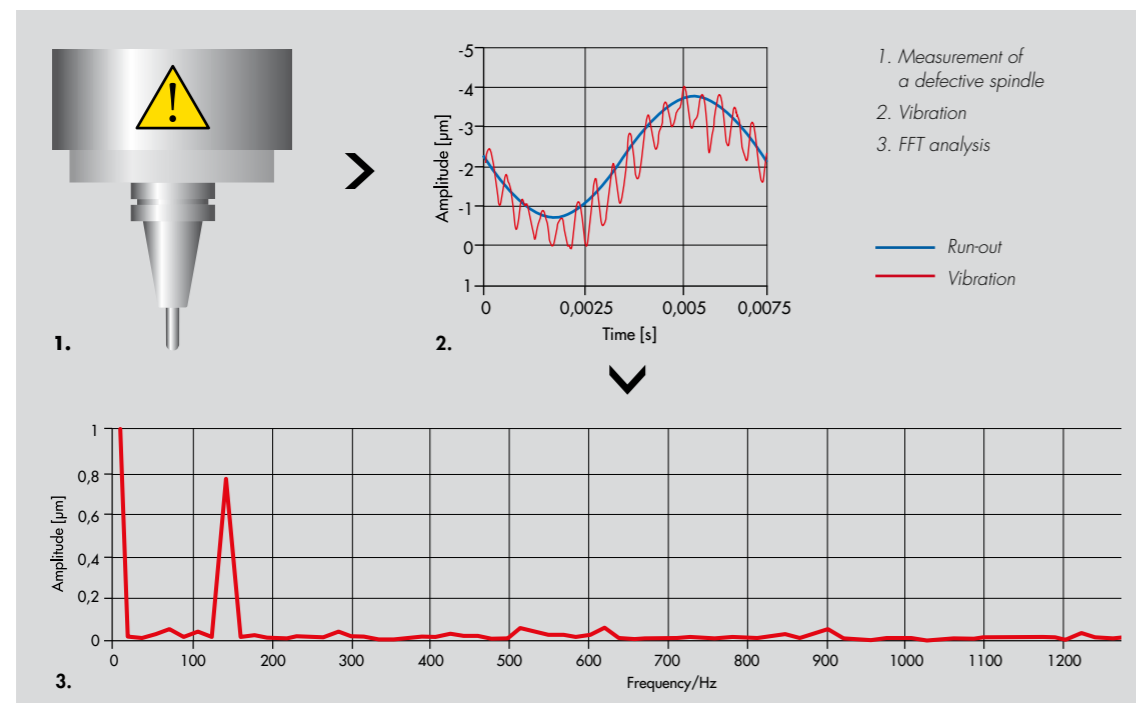 !
1. Measurement of
a defective spindle
2. Vibration
3. FFT analysis
Run-out
Vibration
1.
Amplitude [µm]
-5
-4
-3
-2
-1
0
1
0 0,0025 0,005 0,0075
Time [s]
2.
Amplitude [µm]
1
0,8
0,6
0,4
0,2
0
0 100 200 300 400 500 600 700 800 900 1000 1100 1200
Frequency/Hz
3.